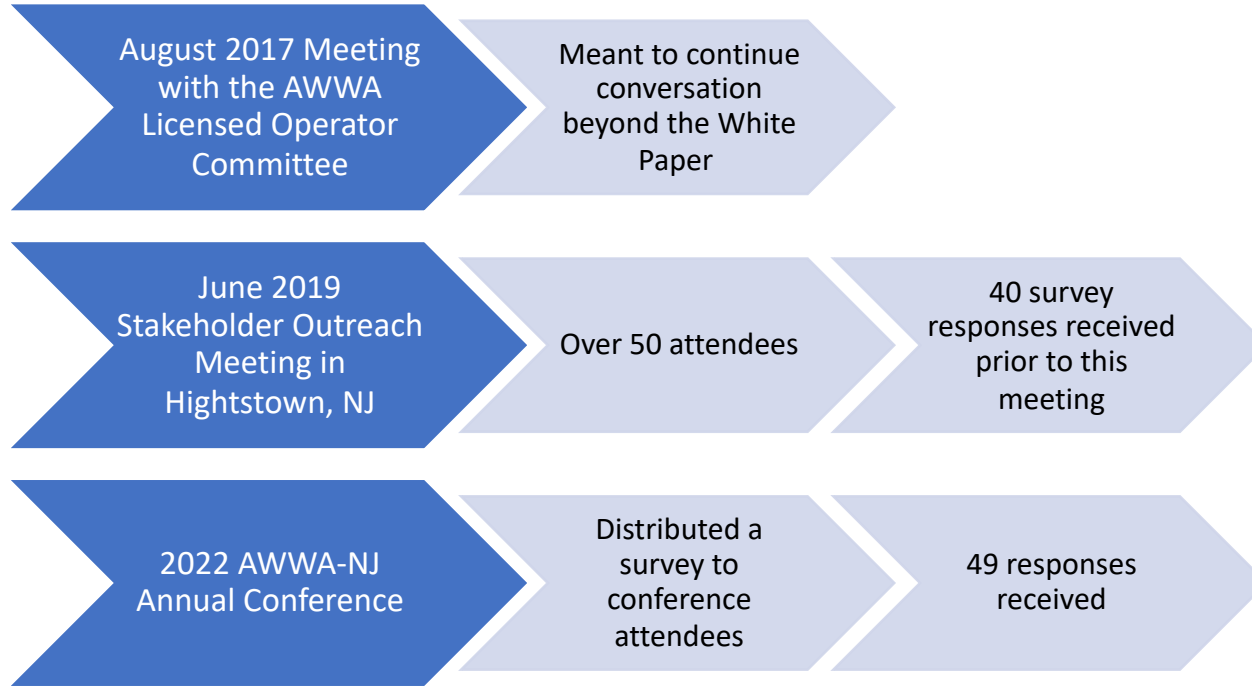 August 2017 Meeting
with the AWWA
Licensed Operator
Committee
Meant to continue
conversation
beyond the White
Paper
June 2019
Stakeholder Outreach
Meeting in
Hightstown, NJ
Over 50 attendees
40 survey
responses received
prior to this
meeting
2022 AWWA-NJ
Annual Conference
Distributed a
survey to
conference
attendees
49 responses
received